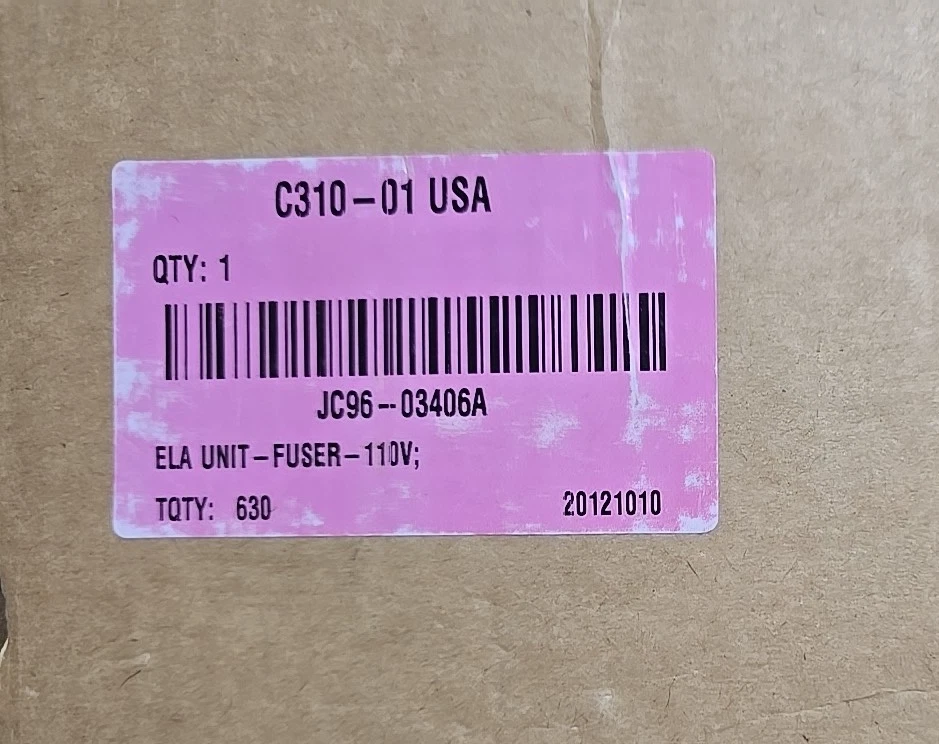 C310-01 USA
QTY: 1
JC96-03406A
ELA UNIT-FUSER-110V;
TQTY: 630
20121010